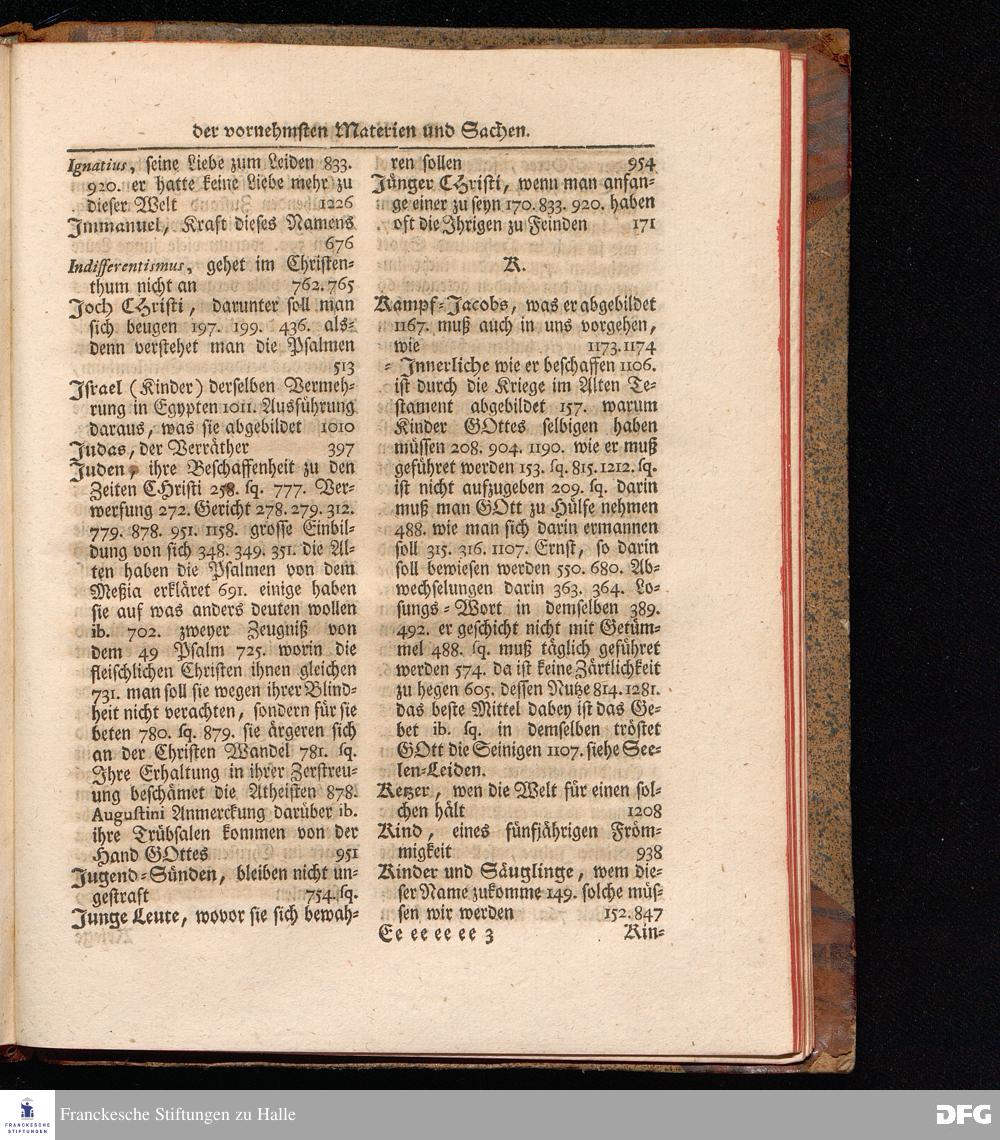 der vornehmsten Materien und Sachen.
Ignatius, seine Liebe zum Leiden 833.
920. er hatte keine Liebe mehr zu
dieser Welt 1226
Immanuel, Kraft dieses Namens
676
Indifferentismus, gehet im Christen-
thum nicht an 762. 765
Joch CHristi, darunter soll man
sich beugen 197. 199. 436. als-
denn verstehet man die Psalmen
513
Israel (Kinder) derselben Vermeh-
rung in Egypten 1011. Ausführung
daraus, was sie abgebildet 1010
Judas, der Verräther 397
Juden, ihre Beschaffenheit zu den
Zeiten CHristi 258. sq. 777. Ver-
werfung 272. Gericht 278. 279. 312.
779. 878. 951. 1158. grosse Einbil-
dung von sich 348. 349. 351. die Al-
ten haben die Psalmen von dem
Meßia erkläret 691. einige haben
sie auf was anders deuten wollen
ib. 702. zweyer Zeugniß von
dem 49 Psalm 725. worin die
fleischlichen Christen ihnen gleichen
731. man soll sie wegen ihrer Blind-
heit nicht verachten, sondern für sie
beten 780. sq. 879. sie ärgeren sich
an der Christen Wandel 781. sq.
Ihre Erhaltung in ihrer Zerstreu-
ung beschämet die Atheisten 878.
Augustini Anmerckung darüber ib.
ihre Trübsalen kommen von der
Hand GOttes 951
Jugend-Sünden, bleiben nicht un-
gestraft 754. sq.
Junge Leute, wovor sie sich bewah-
ren sollen 954
Jünger CHristi, wenn man anfan-
ge einer zu seyn 170. 833. 920. haben
oft die Ihrigen zu Feinden 171
K.
Kampf-Jacobs, was er abgebildet
1167. muß auch in uns vorgehen,
wie 1173. 1174
- Innerliche wie er beschaffen 1106.
ist durch die Kriege im Alten Te-
stament abgebildet 157. warum
Kinder GOttes selbigen haben
müssen 208. 904. 1190. wie er muß
geführet werden 153. sq. 815. 1212. sq.
ist nicht aufzugeben 209. sq. darin
muß man GOtt zu Hülfe nehmen
488. wie man sich darin ermannen
soll 315. 316. 1107. Ernst, so darin
soll bewiesen werden 550. 680. Ab-
wechselungen darin 363. 364. Lo-
sungs-Wort in demselben 389.
492. er geschicht nicht mit Getüm-
mel 488. sq. muß täglich geführet
werden 574. da ist keine Zärtlichkeit
zu hegen 605. dessen Nutze 814. 1281.
das beste Mittel dabey ist das Ge-
bet ib. sq. in demselben tröstet
GOtt die Seinigen 1107. siehe See-
len-Leiden.
Ketzer, wen die Welt für einen sol-
chen hält 1208
Kind, eines fünfjährigen Fröm-
migkeit 938
Kinder und Säuglinge, wem die-
ser Name zukomme 149. solche müs-
sen wir werden 152. 847
Ee ee ee ee 3 Kin-
Franckesche Stiftungen zu Halle
FRANCKESCHE
STIFTUNGEN
DFG